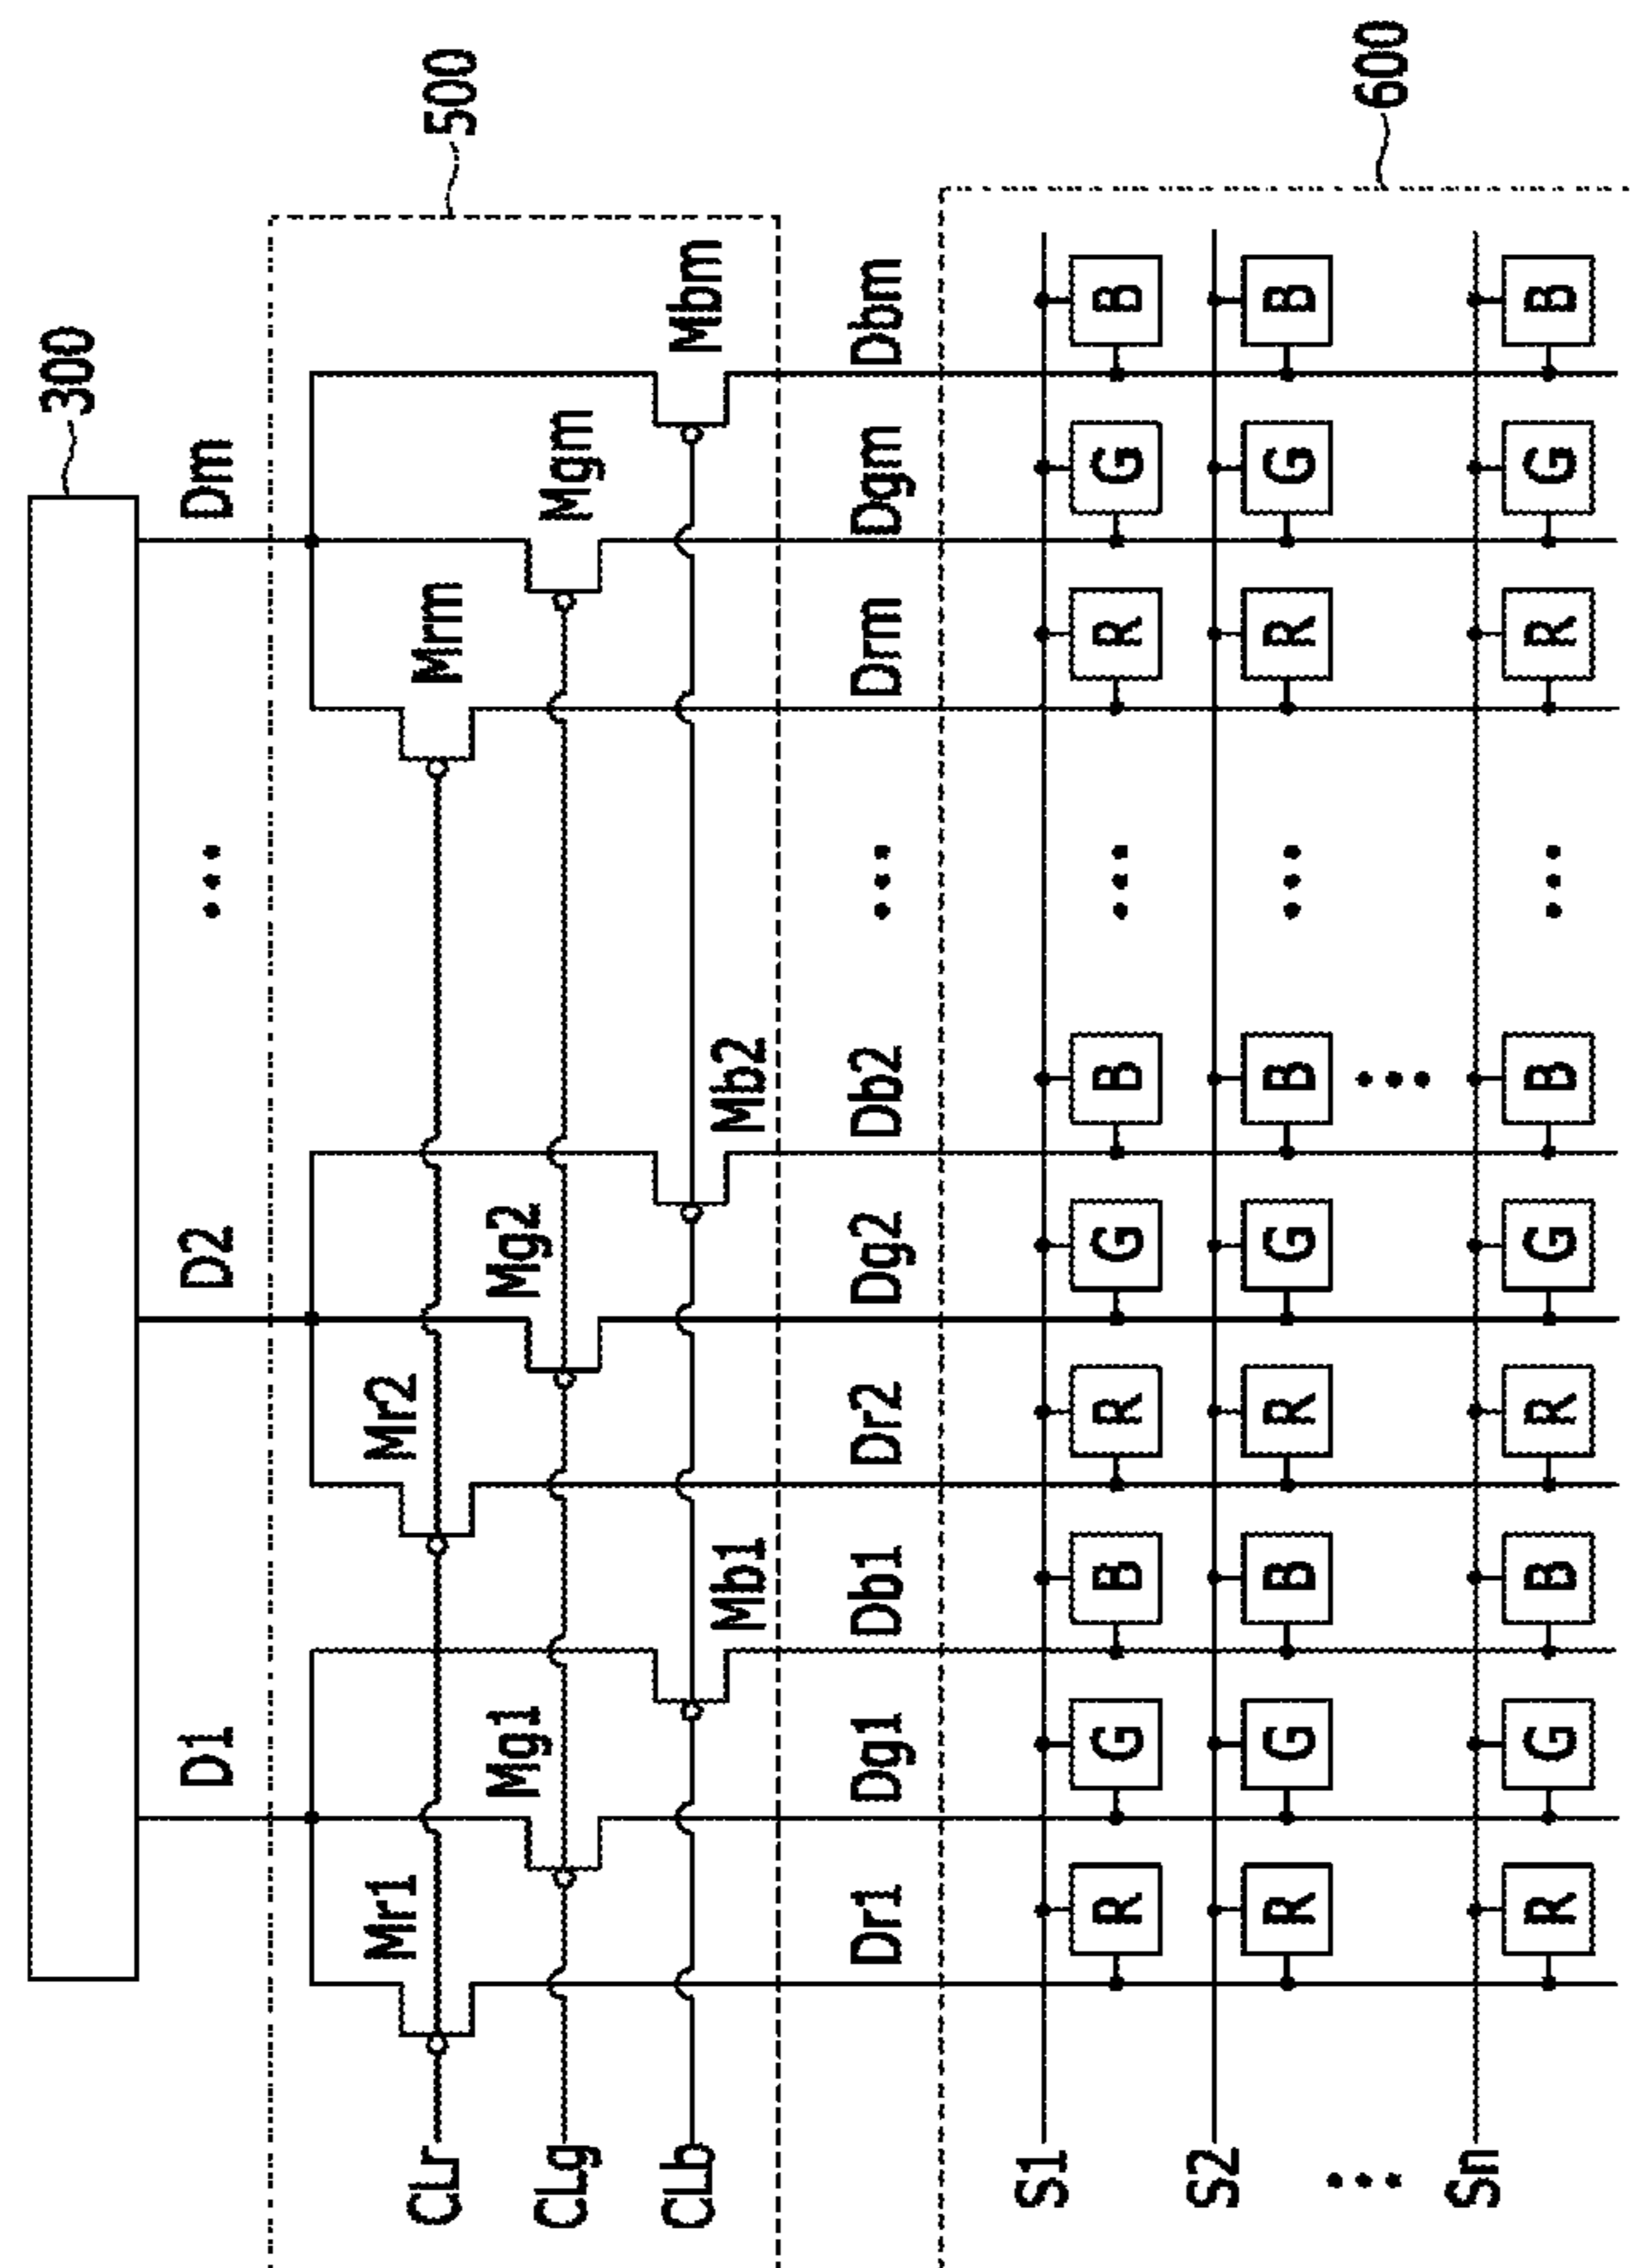 300
500
600
D1 D2 ... Dm
Mr1 Mr2 Mrm
CLr
Mg1 Mg2 Mgm
CLg
Mb1 Mb2 Mbm
CLb
Dr1 Dg1 Db1 Dr2 Dg2 Db2 ... Drm Dgm Dbm
S1
R G B R G B ... R G B
S2
R G B R G B ... R G B
... ...
Sn
R G B R G B ... R G B